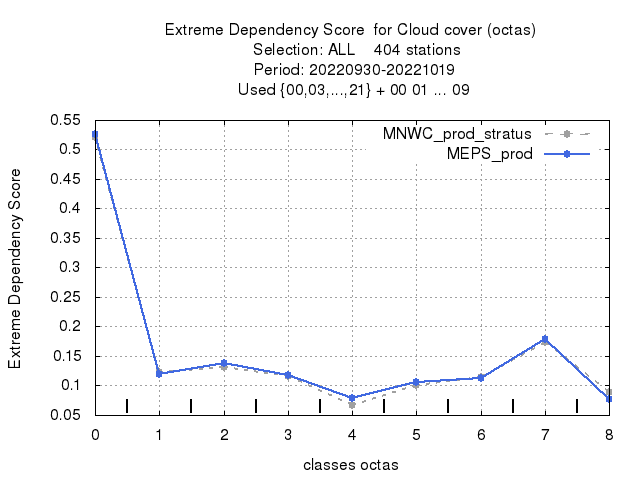 Extreme Dependency Score  for Cloud cover (octas)
Selection: ALL    404 stations
Period: 20220930-20221019
Used {00,03,...,21} + 00 01 ... 09
MNWC_prod_stratus
MEPS_prod
Extreme Dependency Score
0.55
0.5
0.45
0.4
0.35
0.3
0.25
0.2
0.15
0.1
0.05
0 1 2 3 4 5 6 7 8
classes octas